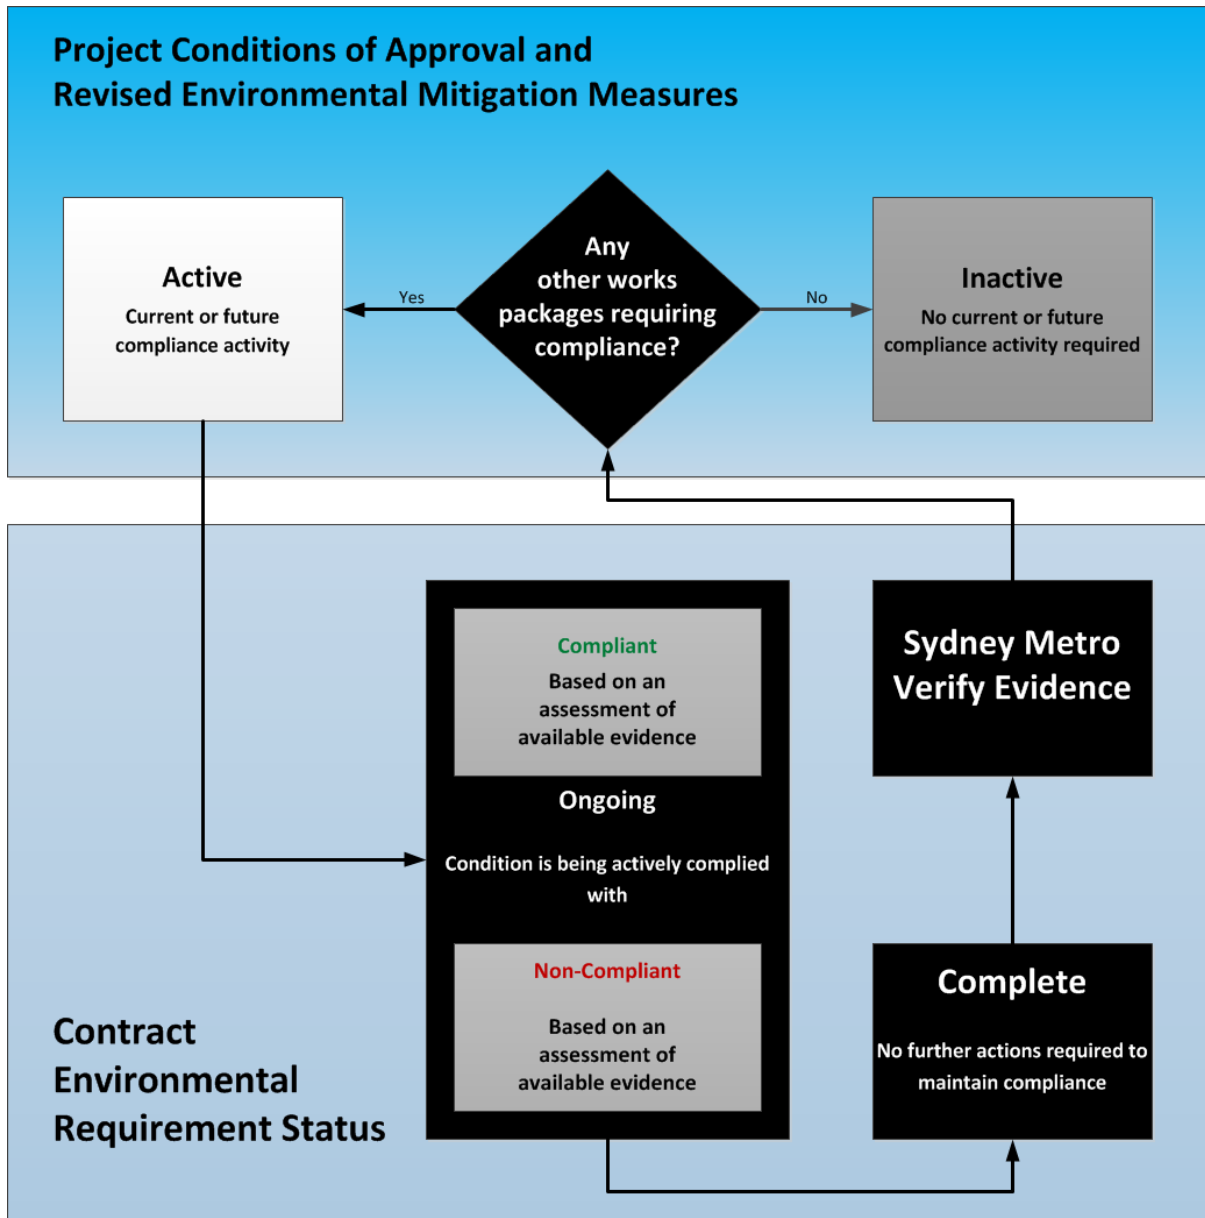 Project Conditions of Approval and
Revised Environmental Mitigation Measures
Active
Current or future
compliance activity
Yes
Any
other works
packages requiring
compliance?
No
Inactive
No current or future
compliance activity required
Compliant
Based on an
assessment of
available evidence
Ongoing
Condition is being actively complied
with
Non-Compliant
Based on an
assessment of
available evidence
Sydney Metro
Verify Evidence
Complete
No further actions required to
maintain compliance
Contract
Environmental
Requirement Status